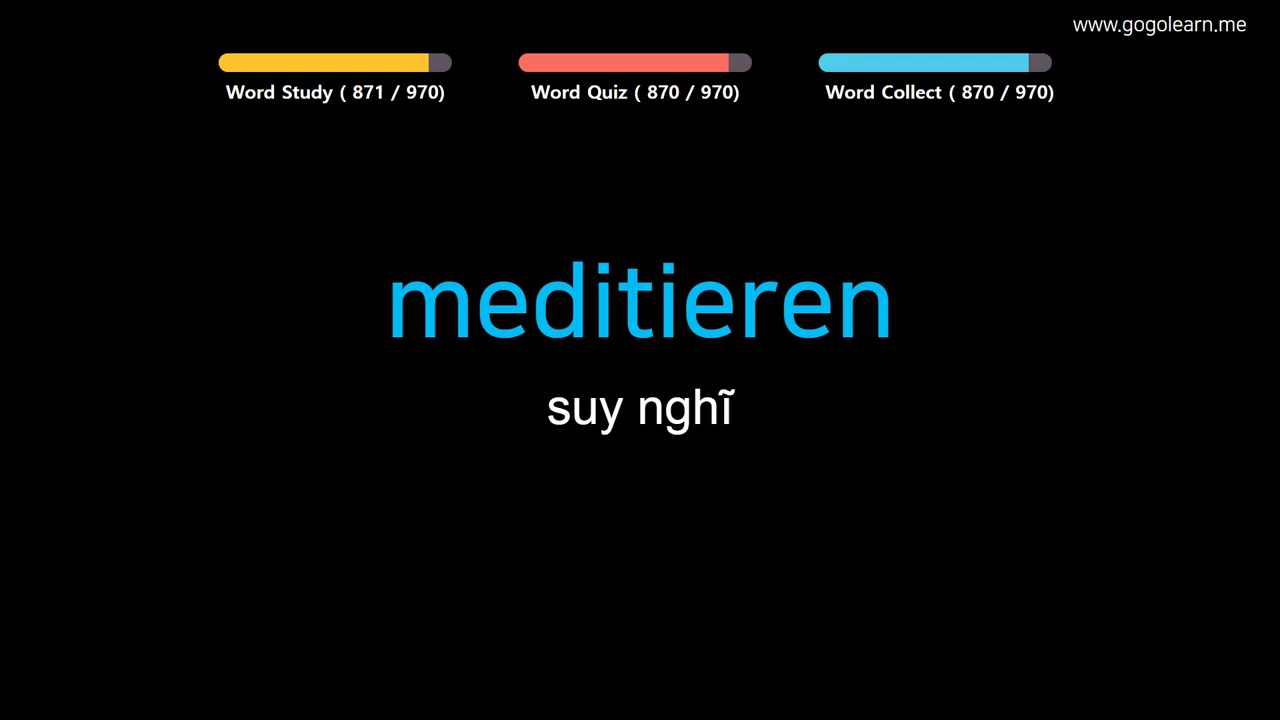 www.gogolearn.me
Word Study ( 871 / 970)
Word Quiz ( 870 / 970)
Word Collect ( 870 / 970)
meditieren
suy nghĩ